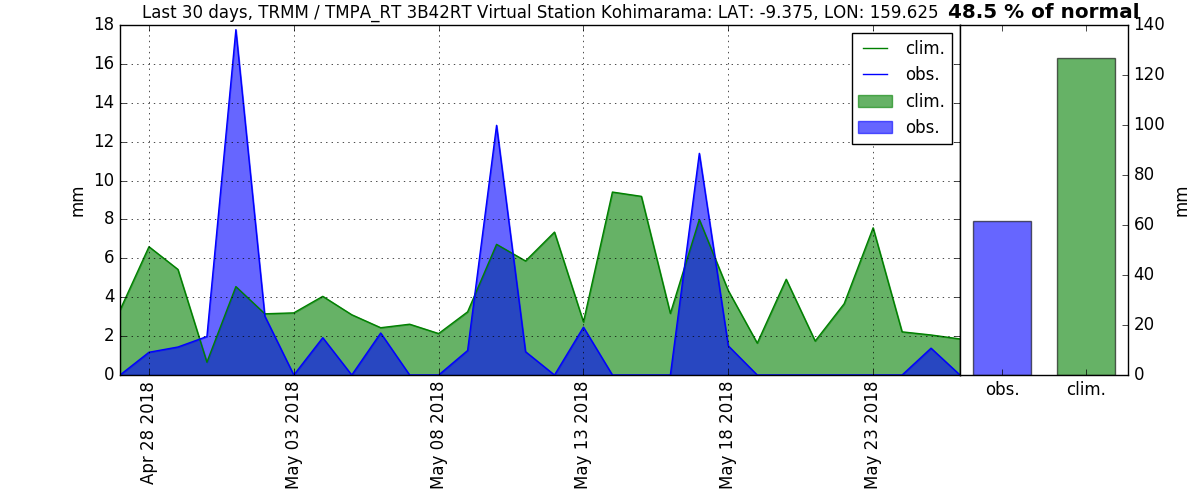 Last 30 days, TRMM / TMPA_RT 3B42RT Virtual Station Kohimarama: LAT: -9.375, LON: 159.625
48.5 % of normal
18
16
14
12
10
8
6
4
2
0
mm
clim.
obs.
clim.
obs.
Apr 28 2018
May 03 2018
May 08 2018
May 13 2018
May 18 2018
May 23 2018
140
120
100
80
60
40
20
0
mm
obs.
clim.